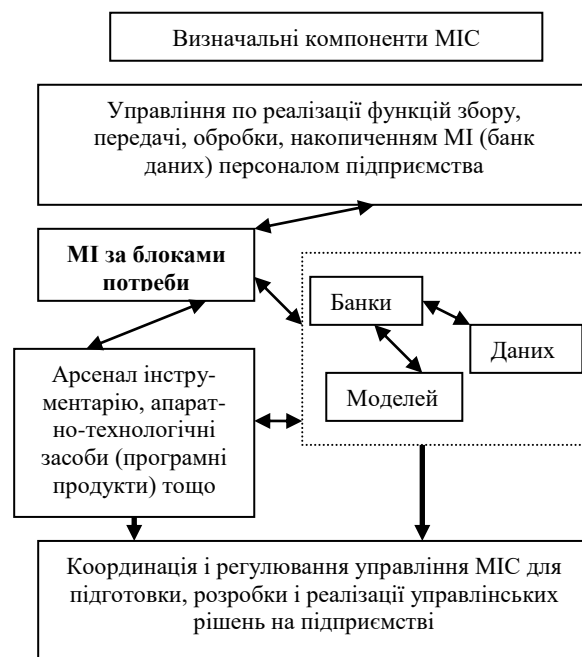 Визначальні компоненти МІС
Управління по реалізації функцій збору,
передачі, обробки, накопиченням МІ (банк
даних) персоналом підприємства
МІ за блоками
потреби
Банки
Даних
Моделей
Арсенал інстру-
ментарію, апарат-
но-технологічні
засоби (програмні
продукти) тощо
Координація і регулювання управління МІС для
підготовки, розробки і реалізації управлінських
рішень на підприємстві